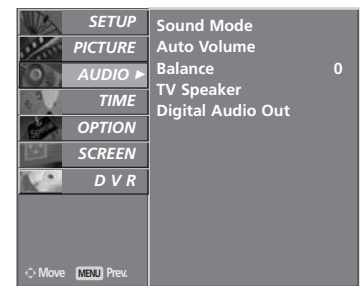 SETUP
PICTURE
AUDIO ►
TIME
OPTION
SCREEN
D V R
Sound Mode
Auto Volume
Balance 0
TV Speaker
Digital Audio Out
Move MENU Prev.